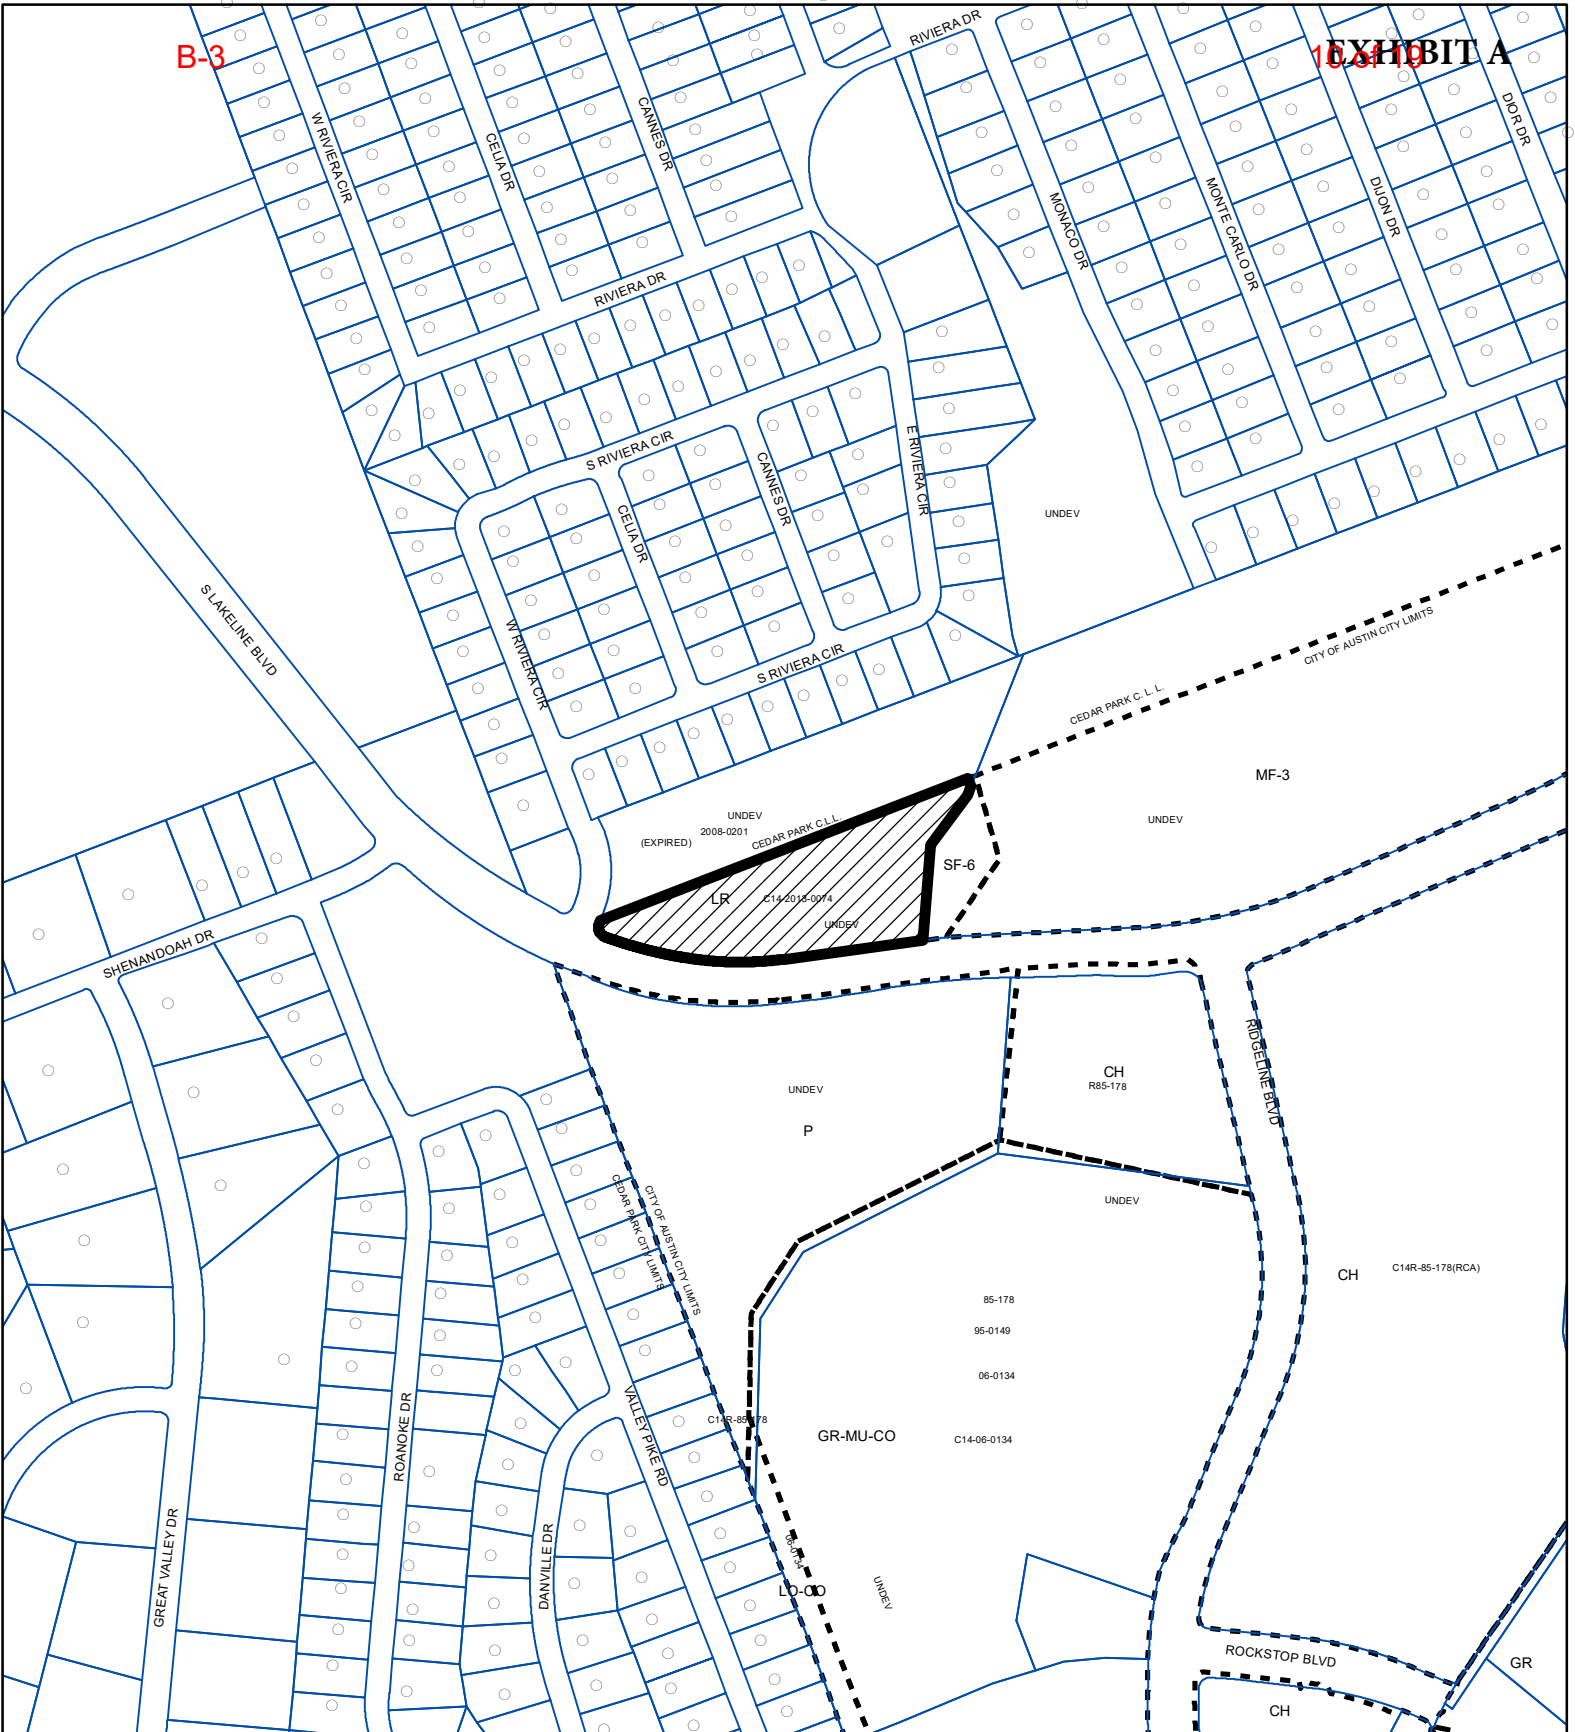 B-3
10 of 19
EXHIBIT A
RIVIERA DR
W RIVIERA CIR
CELIA DR
CANNES DR
MONACO DR
MONTE CARLO DR
DIJON DR
DIOR DR
RIVIERA DR
S RIVIERA CIR
CELIA DR
CANNES DR
E RIVIERA CIR
UNDEV
S LAKELINE BLVD
W RIVIERA CIR
S RIVIERA CIR
CITY OF AUSTIN CITY LIMITS
CEDAR PARK C. L. L.
MF-3
UNDEV
UNDEV
2008-0201
(EXPIRED)
CEDAR PARK C.L.L.
SF-6
LR
C14-2013-0074
UNDEV
SHENANDOAH DR
UNDEV
P
CH
R85-178
RIDGELINE BLVD
UNDEV
CITY OF AUSTIN CITY LIMITS
CEDAR PARK CITY LIMITS
CH
C14R-85-178(RCA)
85-178
95-0149
06-0134
C14R-85-178
GR-MU-CO
C14-06-0134
VALLEY PIKE RD
ROANOKE DR
GREAT VALLEY DR
DANVILLE DR
06-0134
LO-CO
UNDEV
ROCKSTOP BLVD
GR
CH